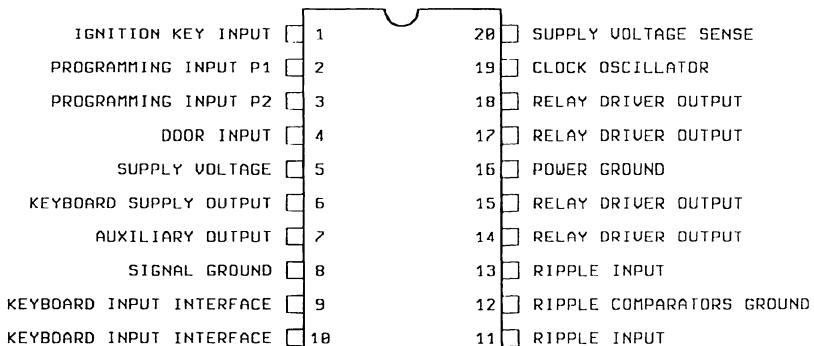 IGNITION KEY INPUT 1 20 SUPPLY VOLTAGE SENSE
PROGRAMMING INPUT P1 2 19 CLOCK OSCILLATOR
PROGRAMMING INPUT P2 3 18 RELAY DRIVER OUTPUT
DOOR INPUT 4 17 RELAY DRIVER OUTPUT
SUPPLY VOLTAGE 5 16 POWER GROUND
KEYBOARD SUPPLY OUTPUT 6 15 RELAY DRIVER OUTPUT
AUXILIARY OUTPUT 7 14 RELAY DRIVER OUTPUT
SIGNAL GROUND 8 13 RIPPLE INPUT
KEYBOARD INPUT INTERFACE 9 12 RIPPLE COMPARATORS GROUND
KEYBOARD INPUT INTERFACE 10 11 RIPPLE INPUT